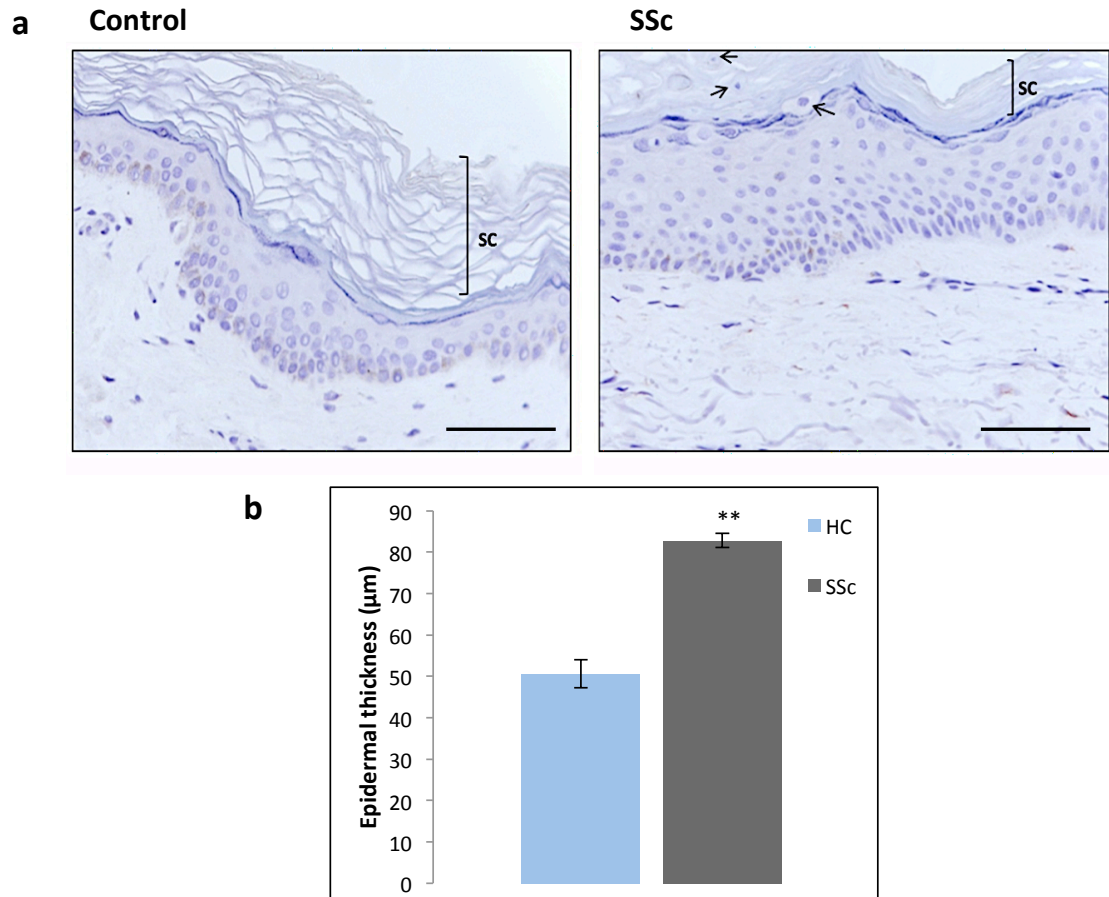 a
Control
SSc
SC
SC
b
Epidermal thickness (μm)
90
80
70
60
50
40
30
20
10
0
**
HC
SSc